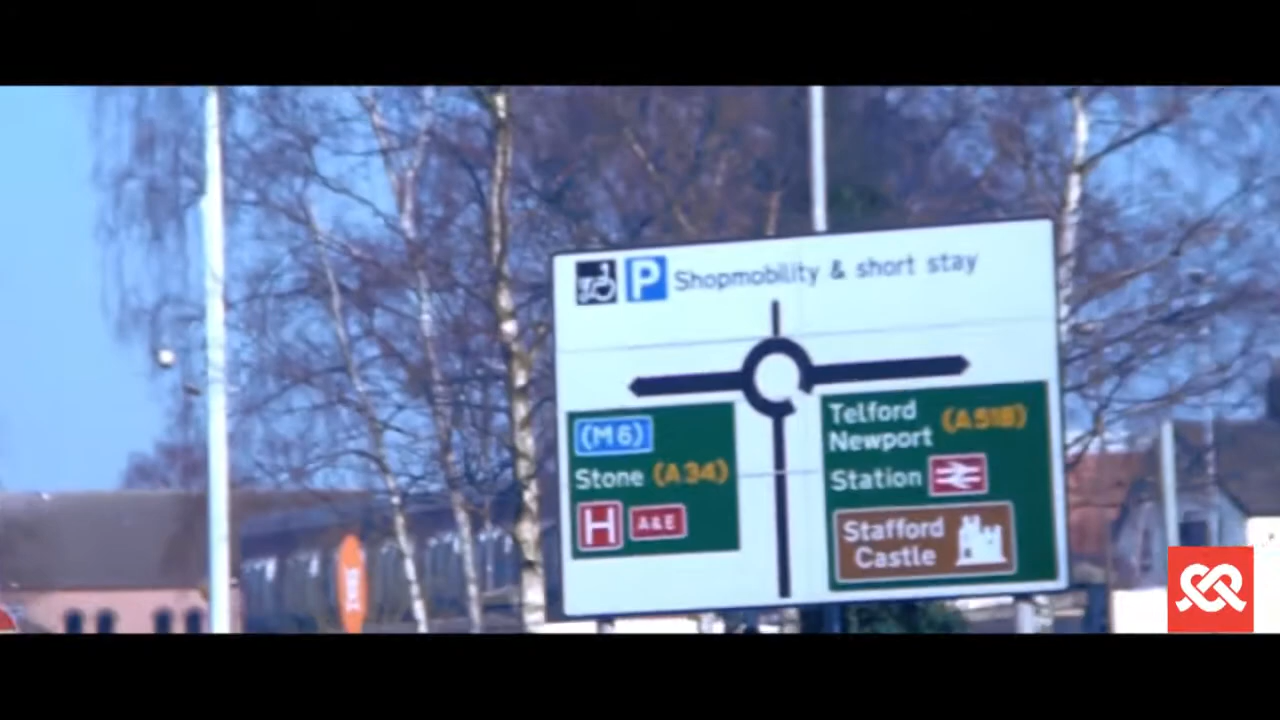 P Shopmobility & short stay
(M6)
Stone (A34)
H A&E
Telford (A518)
Newport
Station
Stafford
Castle